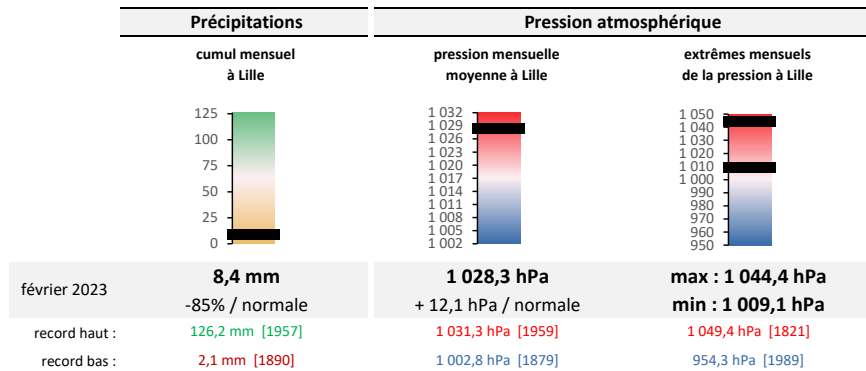 Précipitations
Pression atmosphérique
cumul mensuel
à Lille
pression mensuelle
moyenne à Lille
extrêmes mensuels
de la pression à Lille
125
100
75
50
25
0
1 032
1 029
1 026
1 023
1 020
1 017
1 014
1 011
1 008
1 005
1 002
1 050
1 040
1 030
1 020
1 010
1 000
990
980
970
960
950
février 2023
8,4 mm
-85% / normale
1 028,3 hPa
+ 12,1 hPa / normale
max : 1 044,4 hPa
min : 1 009,1 hPa
record haut :
126,2 mm [1957]
1 031,3 hPa [1959]
1 049,4 hPa [1821]
record bas :
2,1 mm [1890]
1 002,8 hPa [1879]
954,3 hPa [1989]